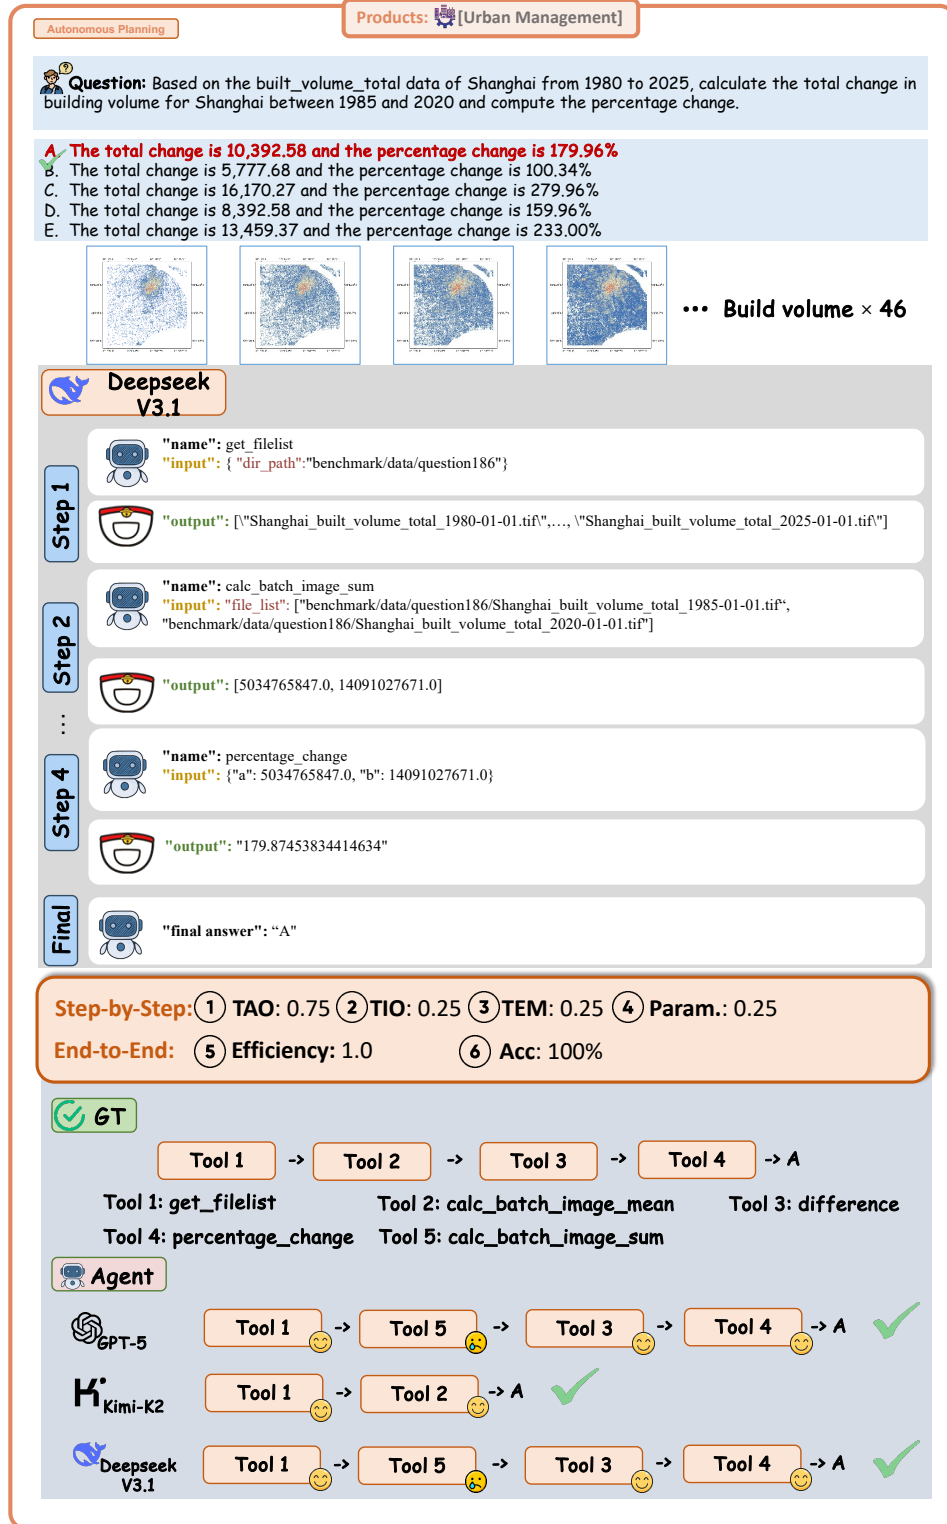 Products: [Urban Management]
Autonomous Planning
Question: Based on the built_volume_total data of Shanghai from 1980 to 2025, calculate the total change in
building volume for Shanghai between 1985 and 2020 and compute the percentage change.
A. The total change is 10,392.58 and the percentage change is 179.96%
B. The total change is 5,777.68 and the percentage change is 100.34%
C. The total change is 16,170.27 and the percentage change is 279.96%
D. The total change is 8,392.58 and the percentage change is 159.96%
E. The total change is 13,459.37 and the percentage change is 233.00%
••• Build volume × 46
Deepseek
V3.1
Step 1
"name": get_filelist
"input": { "dir_path":"benchmark/data/question186"}
"output": [\"Shanghai_built_volume_total_1980-01-01.tif\",…, \"Shanghai_built_volume_total_2025-01-01.tif\"]
Step 2
"name": calc_batch_image_sum
"input": "file_list": ["benchmark/data/question186/Shanghai_built_volume_total_1985-01-01.tif“,
"benchmark/data/question186/Shanghai_built_volume_total_2020-01-01.tif"]
"output": [5034765847.0, 14091027671.0]
...
Step 4
"name": percentage_change
"input": {"a": 5034765847.0, "b": 14091027671.0}
"output": "179.87453834414634"
Final
"final answer": “A"
Step-by-Step: 1 TAO: 0.75 2 TIO: 0.25 3 TEM: 0.25 4 Param.: 0.25
End-to-End: 5 Efficiency: 1.0 6 Acc: 100%
GT
Tool 1 -> Tool 2 -> Tool 3 -> Tool 4 -> A
Tool 1: get_filelist Tool 2: calc_batch_image_mean Tool 3: difference
Tool 4: percentage_change Tool 5: calc_batch_image_sum
Agent
GPT-5 Tool 1 -> Tool 5 -> Tool 3 -> Tool 4 -> A
Kimi-K2 Tool 1 -> Tool 2 -> A
Deepseek
V3.1 Tool 1 -> Tool 5 -> Tool 3 -> Tool 4 -> A